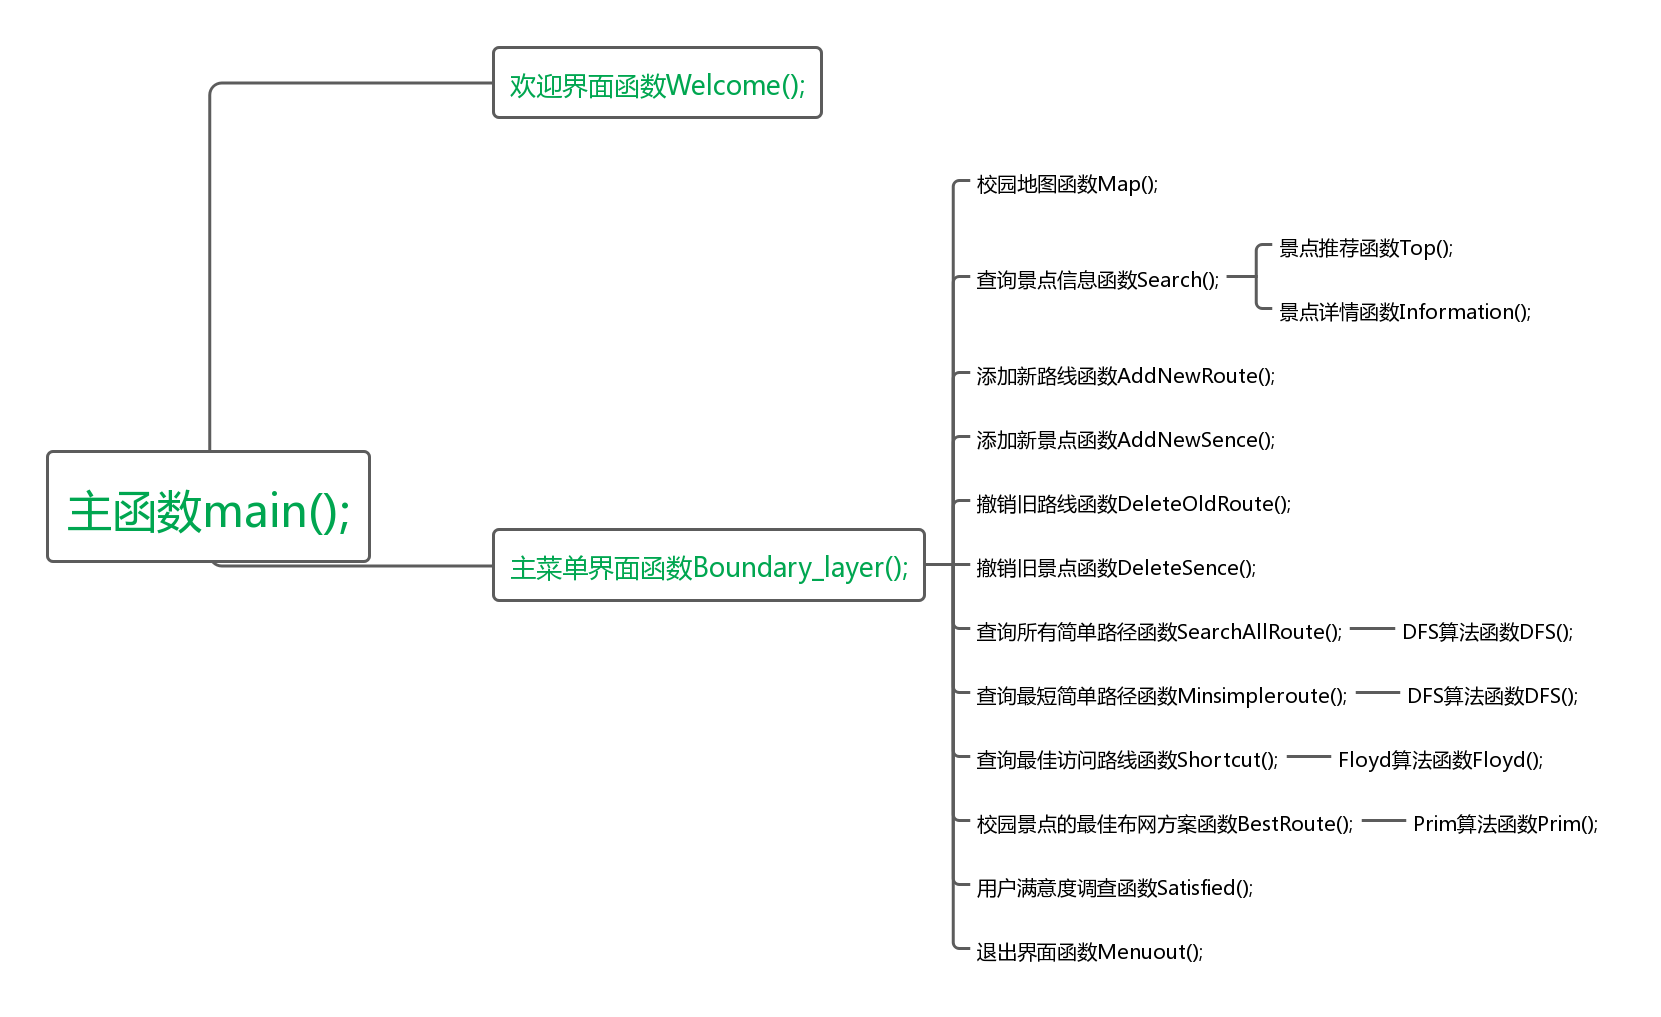 欢迎界面函数Welcome();
校园地图函数Map();
景点推荐函数Top();
查询景点信息函数Search();
景点详情函数Information();
添加新路线函数AddNewRoute();
添加新景点函数AddNewSence();
主函数main();
撤销旧路线函数DeleteOldRoute();
主菜单界面函数Boundary_layer();
撤销旧景点函数DeleteSence();
查询所有简单路径函数SearchAllRoute();
DFS算法函数DFS();
查询最短简单路径函数Minsimpleroute();
DFS算法函数DFS();
查询最佳访问路线函数Shortcut();
Floyd算法函数Floyd();
校园景点的最佳布网方案函数BestRoute();
Prim算法函数Prim();
用户满意度调查函数Satisfied();
退出界面函数Menuout();